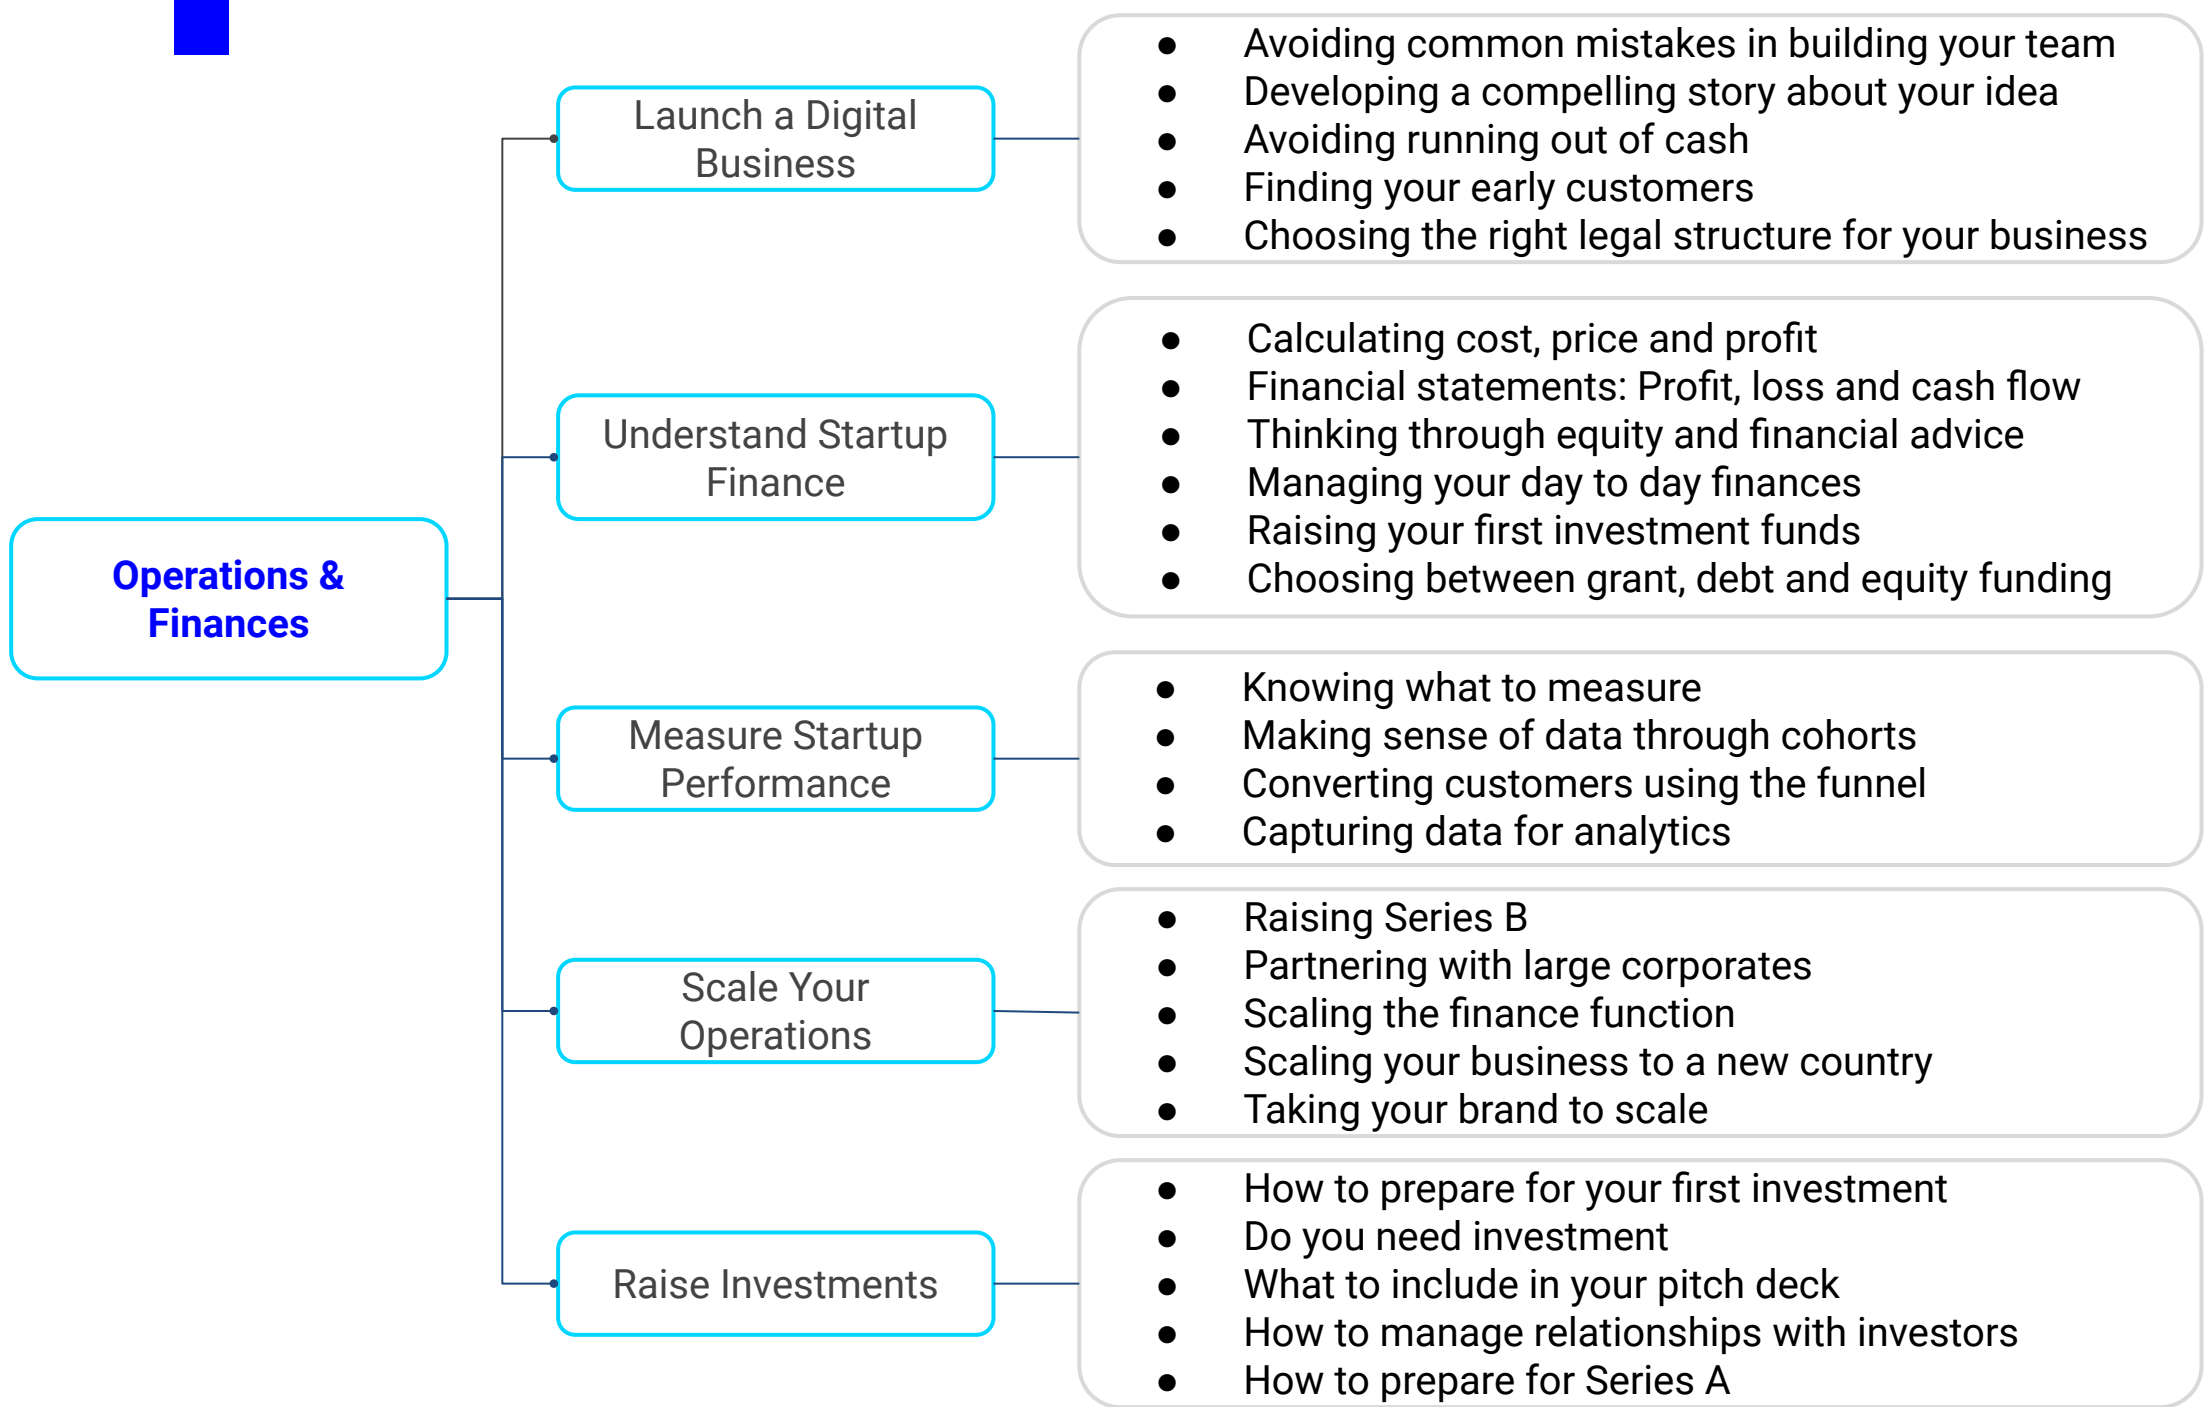 Operations &
Finances
Launch a Digital
Business
● Avoiding common mistakes in building your team
● Developing a compelling story about your idea
● Avoiding running out of cash
● Finding your early customers
● Choosing the right legal structure for your business
Understand Startup
Finance
● Calculating cost, price and profit
● Financial statements: Profit, loss and cash flow
● Thinking through equity and financial advice
● Managing your day to day finances
● Raising your first investment funds
● Choosing between grant, debt and equity funding
Measure Startup
Performance
● Knowing what to measure
● Making sense of data through cohorts
● Converting customers using the funnel
● Capturing data for analytics
Scale Your
Operations
● Raising Series B
● Partnering with large corporates
● Scaling the finance function
● Scaling your business to a new country
● Taking your brand to scale
Raise Investments
● How to prepare for your first investment
● Do you need investment
● What to include in your pitch deck
● How to manage relationships with investors
● How to prepare for Series A